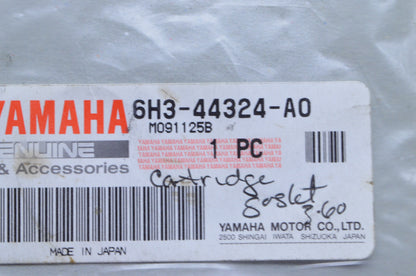 YAMAHA 6H3-44324-A0
M091125B
GENUINE 1 PC
& Accessories
cartridge
gasket
3.60
YAMAHA MOTOR CO., LTD.
MADE IN JAPAN 2500 SHINGAI IWATA SHIZUOKA JAPAN